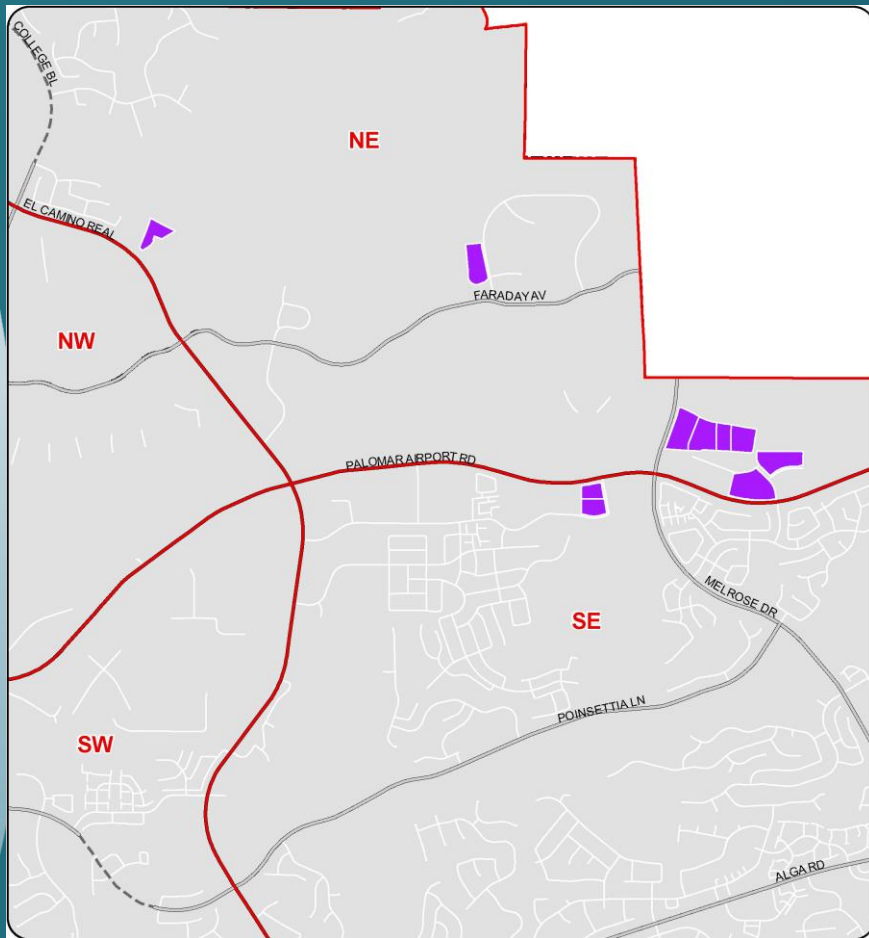 COLLEGE BL
NE
EL CAMINO REAL
FARADAY AV
NW
PALOMAR AIRPORT RD
MELROSE DR
SE
POINSETTIA LN
SW
ALGA RD